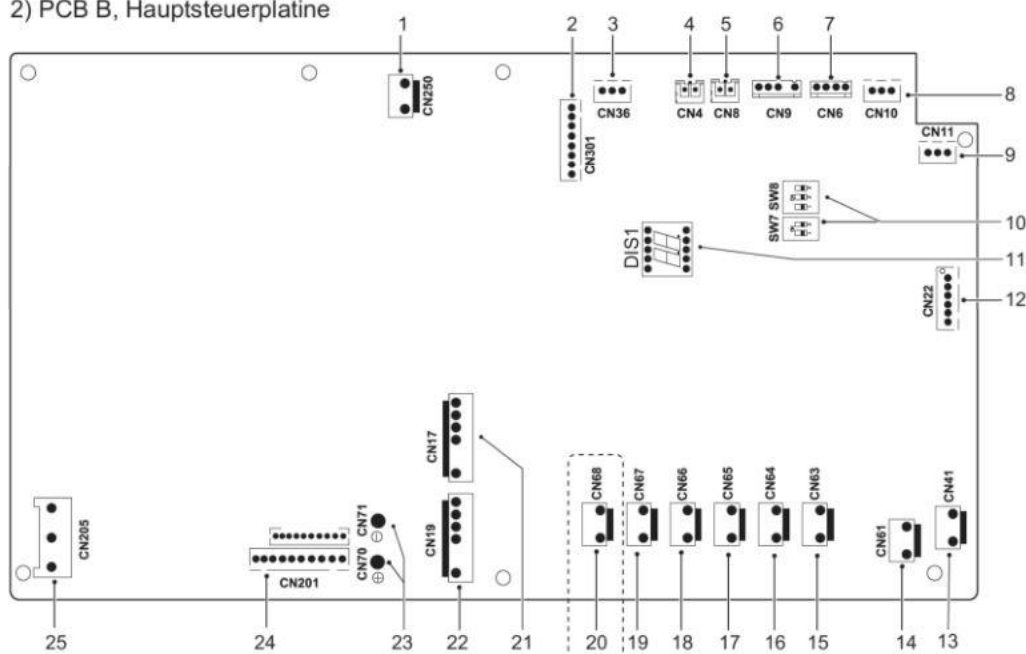 2) PCB B, Hauptsteuerplatine
1 2 3 4 5 6 7
CN250
CN301
CN36 CN4 CN8 CN9 CN6 CN10
8
CN11
9
SW8
SW7
10
DIS1
11
CN22
12
CN17
CN68 CN67 CN66 CN65 CN64 CN63 CN41
CN61
CN205
CN71
CN70
CN19
CN201
25 24 23 22 21 20 19 18 17 16 15 14 13